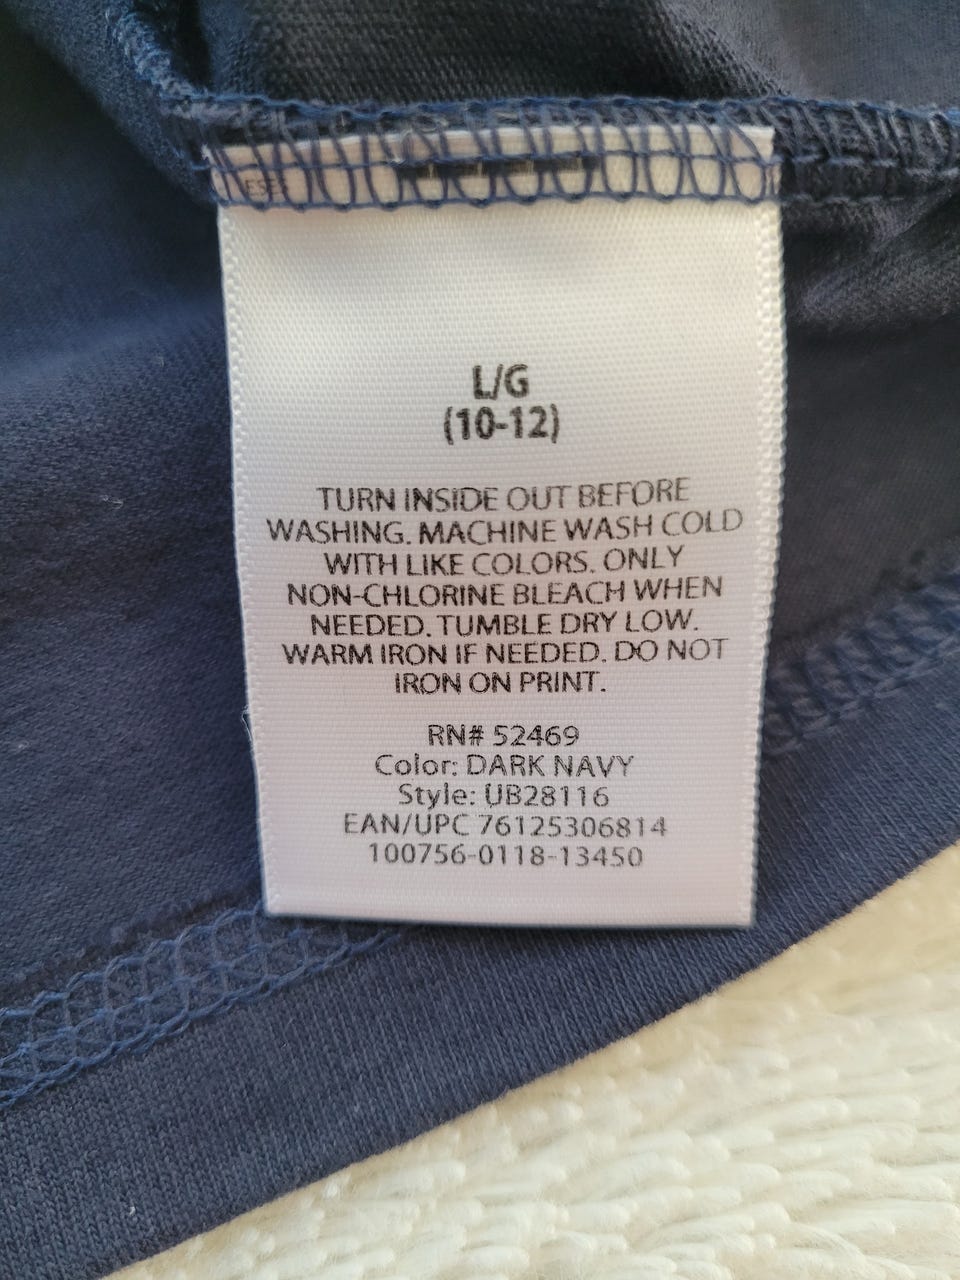 L/G
(10-12)
TURN INSIDE OUT BEFORE
WASHING. MACHINE WASH COLD
WITH LIKE COLORS. ONLY
NON-CHLORINE BLEACH WHEN
NEEDED. TUMBLE DRY LOW.
WARM IRON IF NEEDED. DO NOT
IRON ON PRINT.
RN# 52469
Color: DARK NAVY
Style: UB28116
EAN/UPC 76125306814
100756-0118-13450